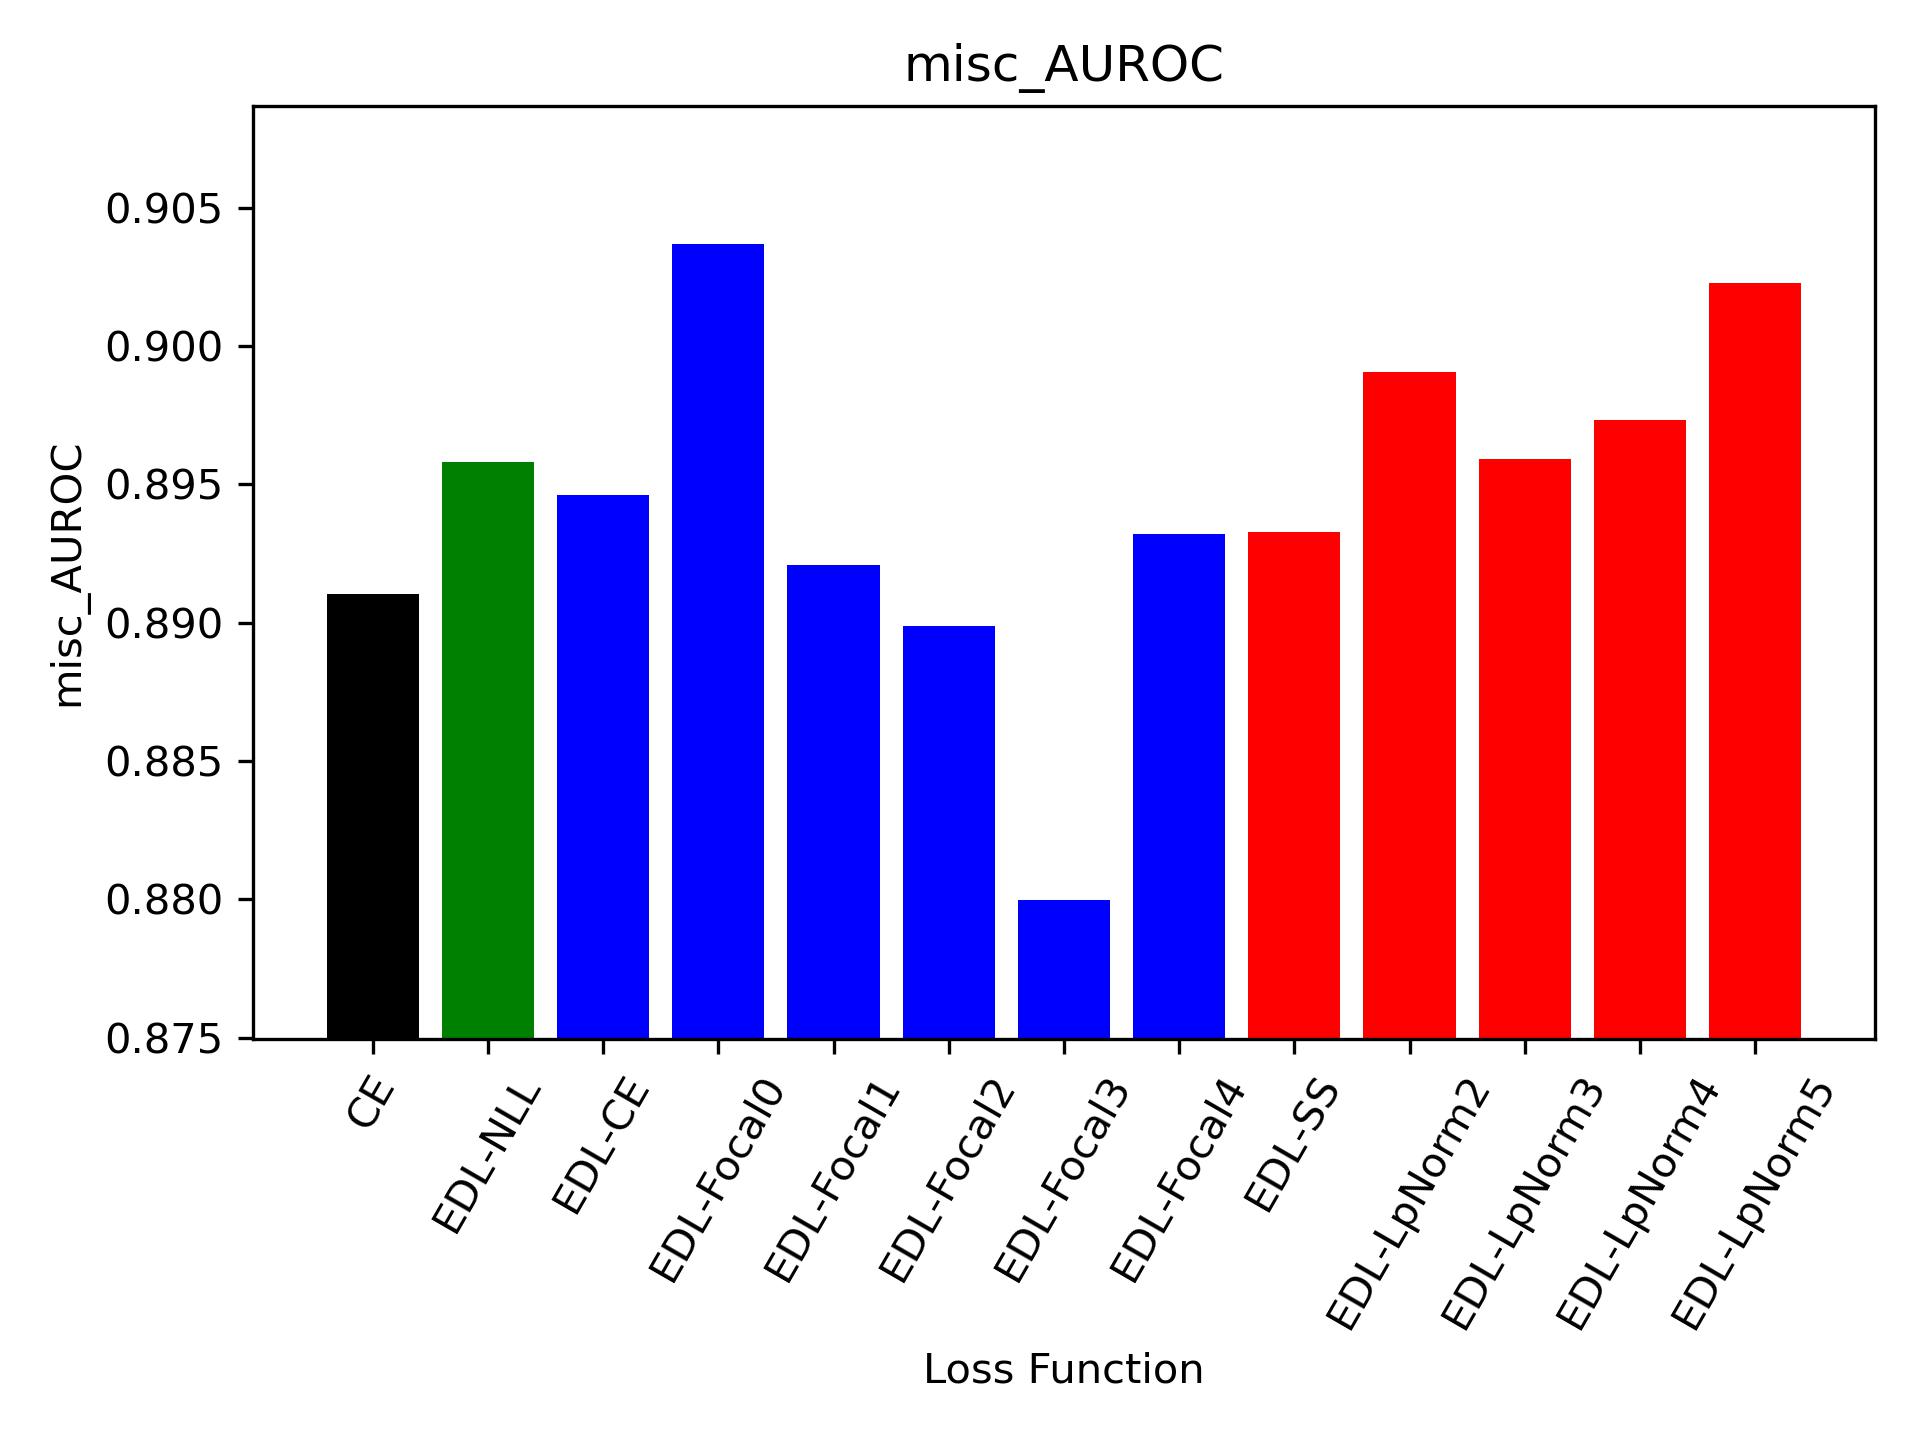 misc_AUROC
misc_AUROC
0.905
0.900
0.895
0.890
0.885
0.880
0.875
CE
EDL-NLL
EDL-CE
EDL-Focal0
EDL-Focal1
EDL-Focal2
EDL-Focal3
EDL-Focal4
EDL-SS
EDL-LpNorm2
EDL-LpNorm3
EDL-LpNorm4
EDL-LpNorm5
Loss Function